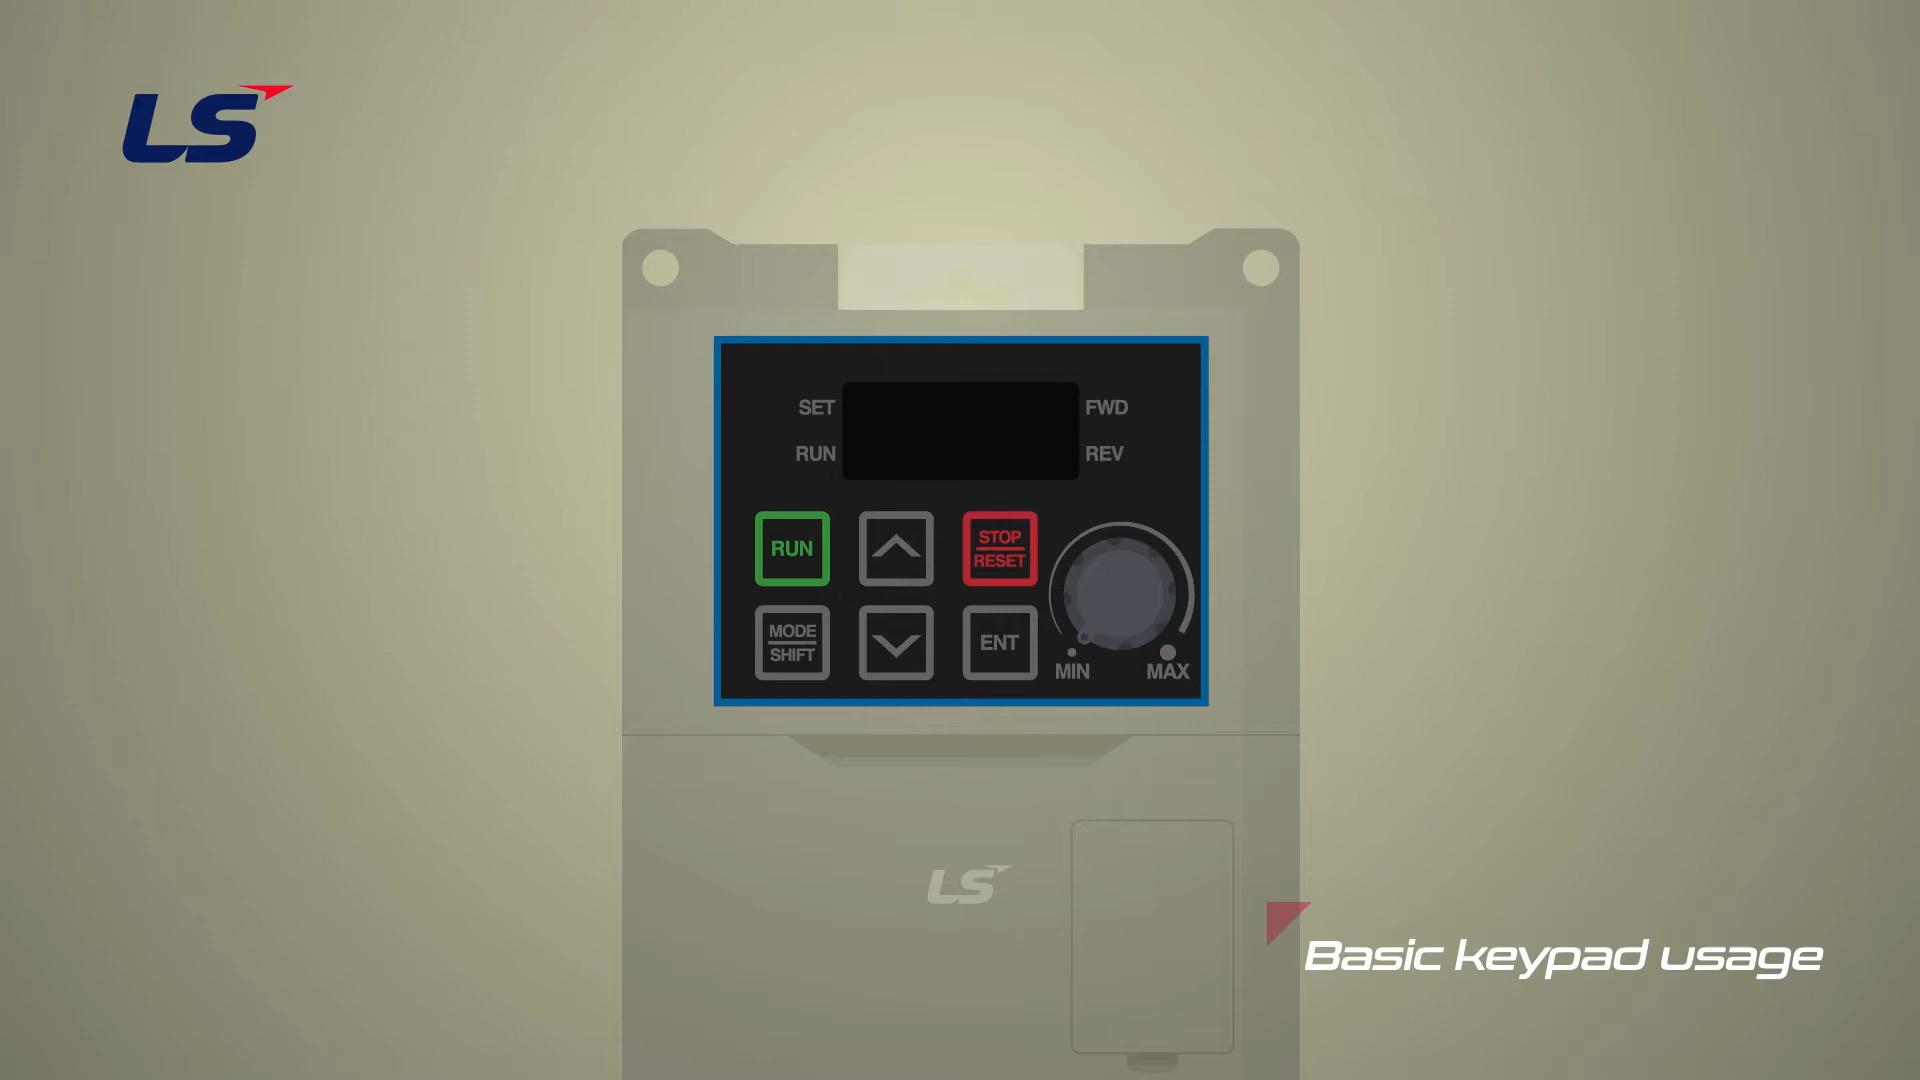 LS
SET
FWD
RUN
REV
RUN
STOP
RESET
MODE
SHIFT
ENT
MIN
MAX
LS
Basic keypad usage